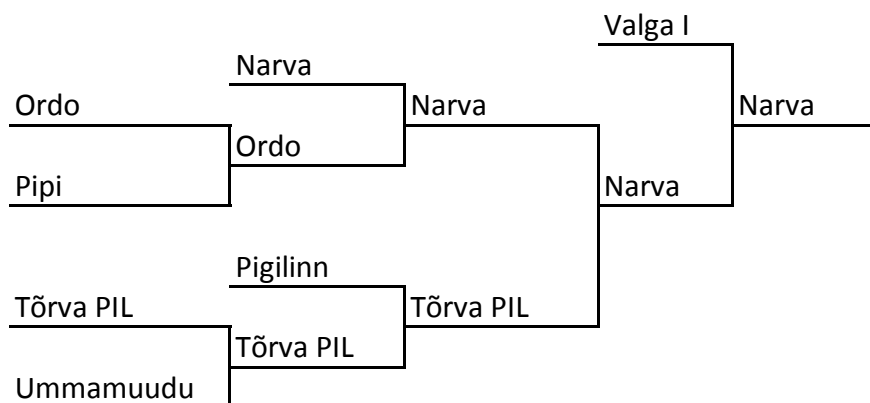 Valga I
Narva
Ordo
Narva
Narva
Ordo
Pipi
Narva
Pigilinn
Tõrva PIL
Tõrva PIL
Tõrva PIL
Ummamuudu